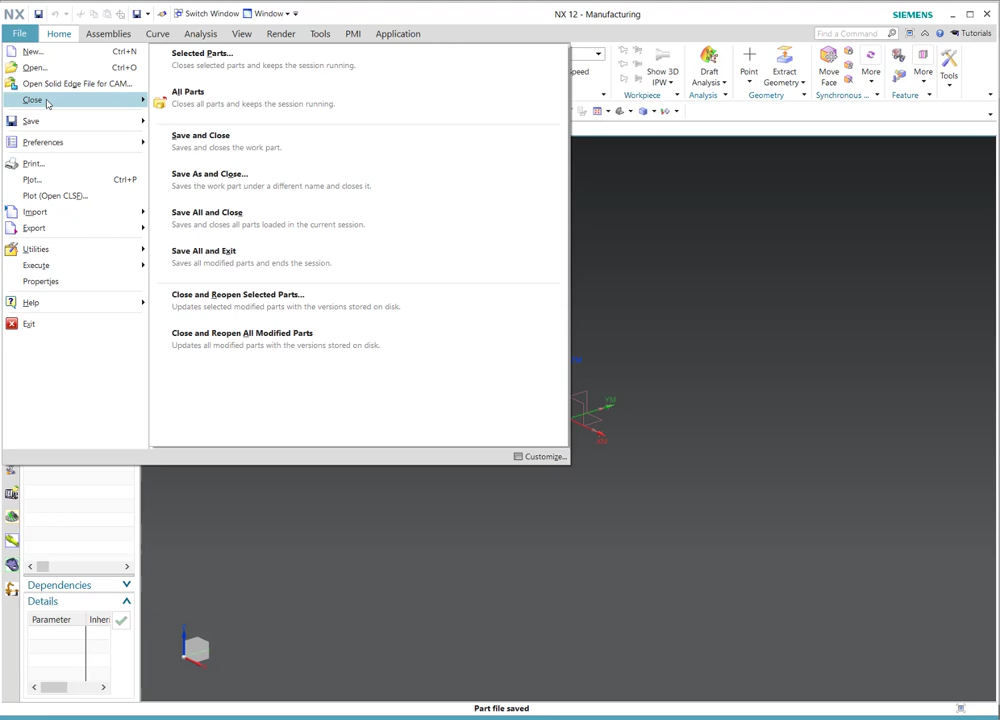 NX
Switch Window
Window
NX 12 - Manufacturing
SIEMENS
File
Home
Assemblies
Curve
Analysis
View
Render
Tools
PMI
Application
Find a Command
Tutorials
New...
Ctrl+N
Open...
Ctrl+O
Open Solid Edge File for CAM...
Close
Save
Preferences
Print...
Plot...
Ctrl+P
Plot (Open CLSF)...
Import
Export
Utilities
Execute
Properties
Help
Exit
Selected Parts...
Closes selected parts and keeps the session running.
All Parts
Closes all parts and keeps the session running.
Save and Close
Saves and closes the work part.
Save As and Close...
Saves the work part under a different name and closes it.
Save All and Close
Saves and closes all parts loaded in the current session.
Save All and Exit
Saves all modified parts and ends the session.
Close and Reopen Selected Parts...
Updates selected modified parts with the versions stored on disk.
Close and Reopen All Modified Parts
Updates all modified parts with the versions stored on disk.
Customize...
peed
Show 3D
IPW
Workpiece
Draft
Analysis
Analysis
Point
Extract
Geometry
Geometry
Move
Face
More
Synchronous ...
More
Feature
Tools
YM
XM
Dependencies
Details
Parameter
Inheri
Part file saved